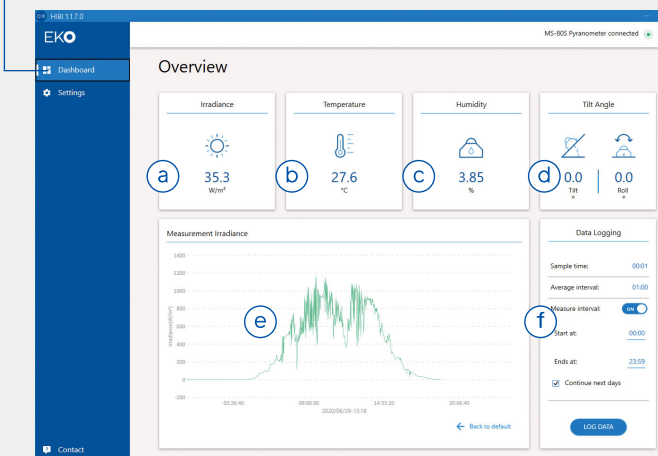 HIBI 1.1.7.0
EKO
MS-80S Pyranometer connected
Dashboard
Settings
Overview
Irradiance
Temperature
Humidity
Tilt Angle
a
35.3
W/m²
b
27.6
°C
c
3.85
%
d
0.0
Tilt
°
0.0
Roll
°
Measurement Irradiance
Irradiance(W/m²)
1400
1200
1000
800
600
400
200
0
-200
e
05:26:40
09:00:00
14:33:20
20:06:40
2020/06/29-13:18
Back to default
Data Logging
Sample time: 00:01
Average interval: 01:00
Measure interval: ON
f
Start at: 00:00
Ends at: 23:59
Continue next days
LOG DATA
Contact